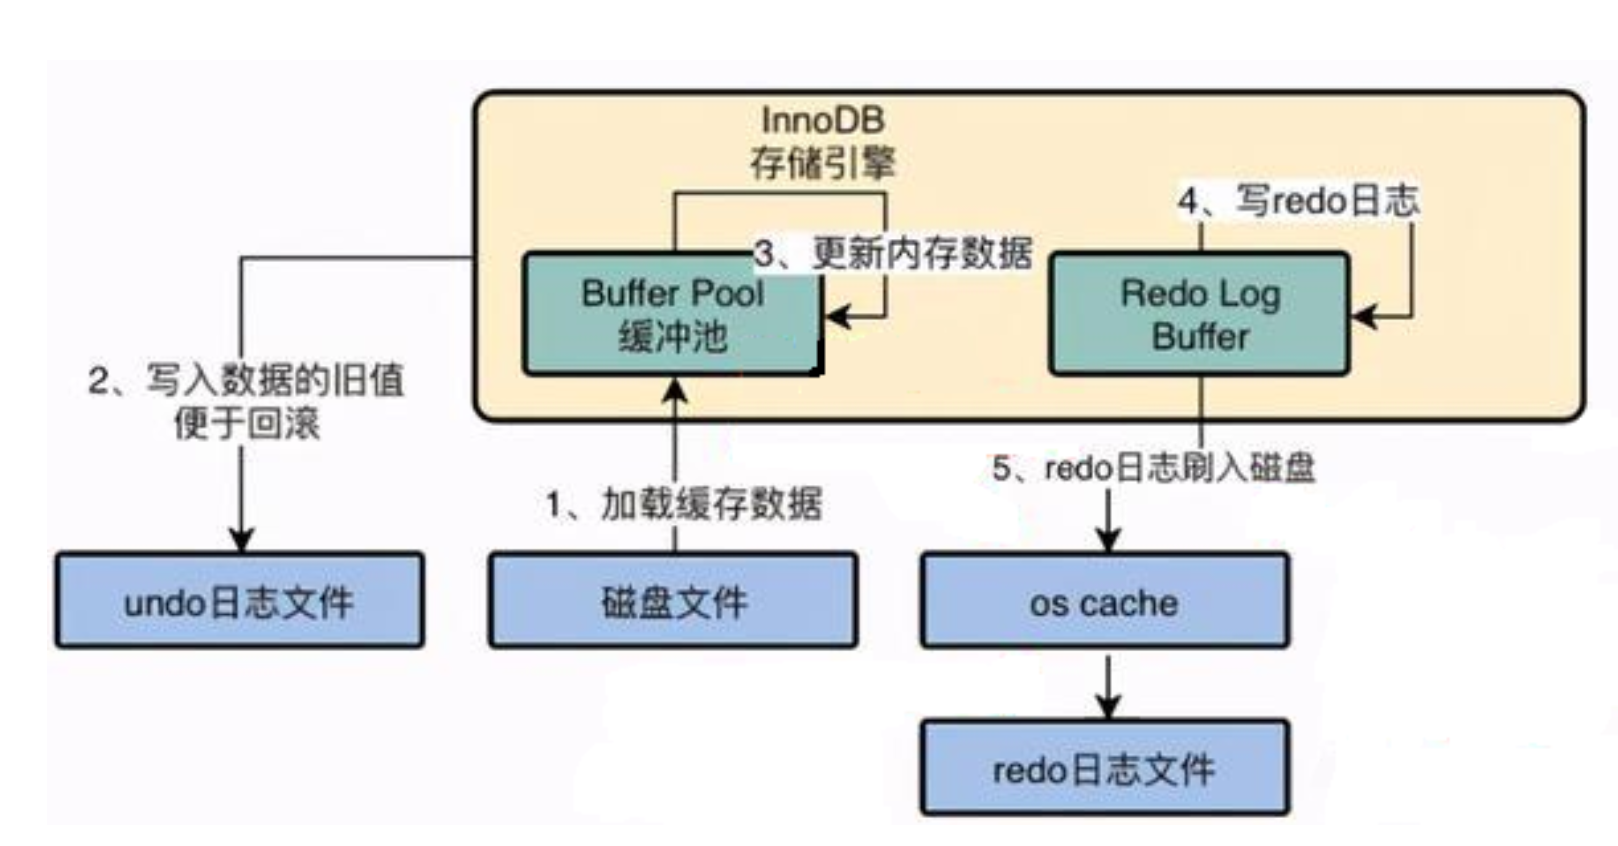 InnoDB
存储引擎
4、写redo日志
3、更新内存数据
Buffer Pool
缓冲池
Redo Log
Buffer
2、写入数据的旧值
便于回滚
1、加载缓存数据
5、redo日志刷入磁盘
undo日志文件
磁盘文件
os cache
redo日志文件